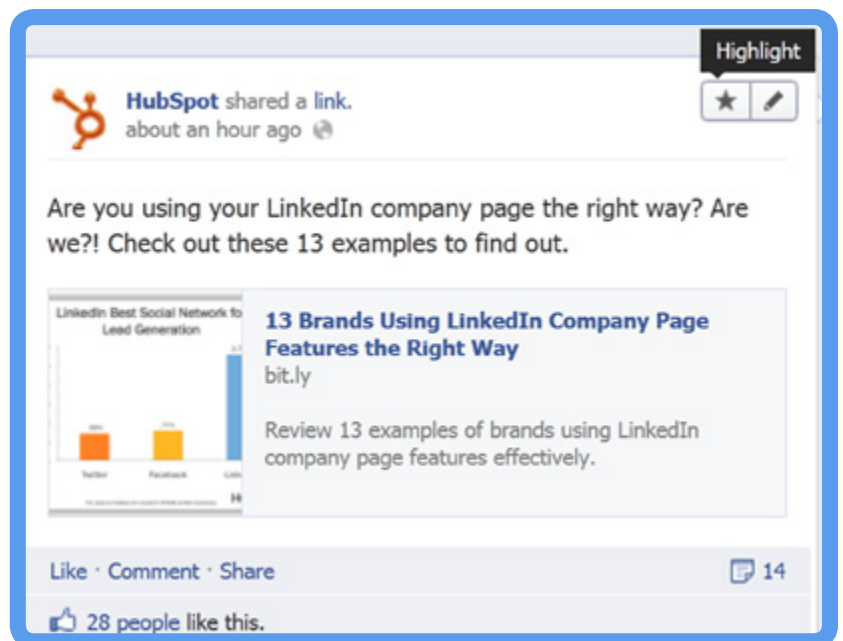 Highlight
HubSpot shared a link.
about an hour ago
Are you using your LinkedIn company page the right way? Are
we?! Check out these 13 examples to find out.
LinkedIn Best Social Network fo
Lead Generation
13 Brands Using LinkedIn Company Page
Features the Right Way
bit.ly
Review 13 examples of brands using LinkedIn
company page features effectively.
Twitter Facebook
Like · Comment · Share
14
28 people like this.